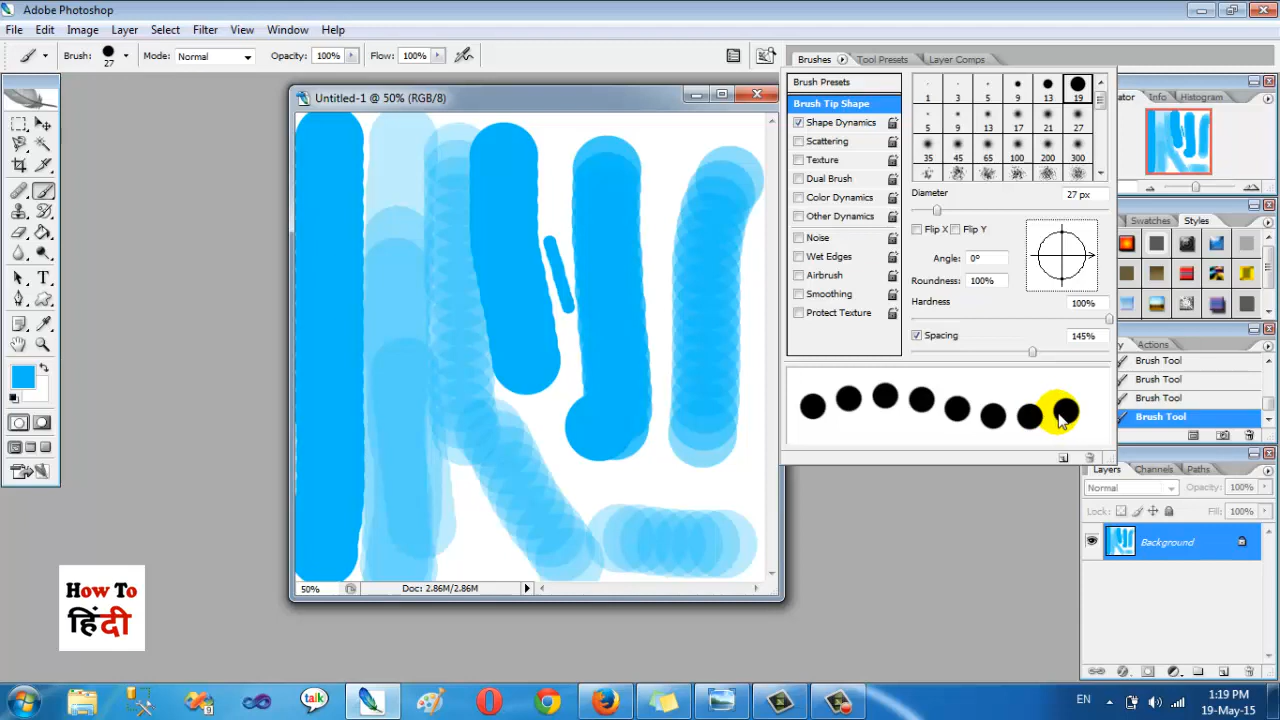 Adobe Photoshop
File Edit Image Layer Select Filter View Window Help
Brush: 27 Mode: Normal Opacity: 100% Flow: 100%
Brushes Tool Presets Layer Comps
Untitled-1 @ 50% (RGB/8)
Brush Presets
Brush Tip Shape
Shape Dynamics
Scattering
Texture
Dual Brush
Color Dynamics
Other Dynamics
Noise
Wet Edges
Airbrush
Smoothing
Protect Texture
1 3 5 9 13 19
5 9 13 17 21 27
35 45 65 100 200 300
Diameter 27 px
Flip X Flip Y
Angle: 0°
Roundness: 100%
Hardness 100%
Spacing 145%
Info Histogram
Swatches Styles
Actions
Brush Tool
Brush Tool
Brush Tool
Brush Tool
Layers Channels Paths
Normal Opacity: 100%
Lock: Fill: 100%
Background
50% Doc: 2.86M/2.86M
How To
हिंदी
talk
EN 1:19 PM
19-May-15